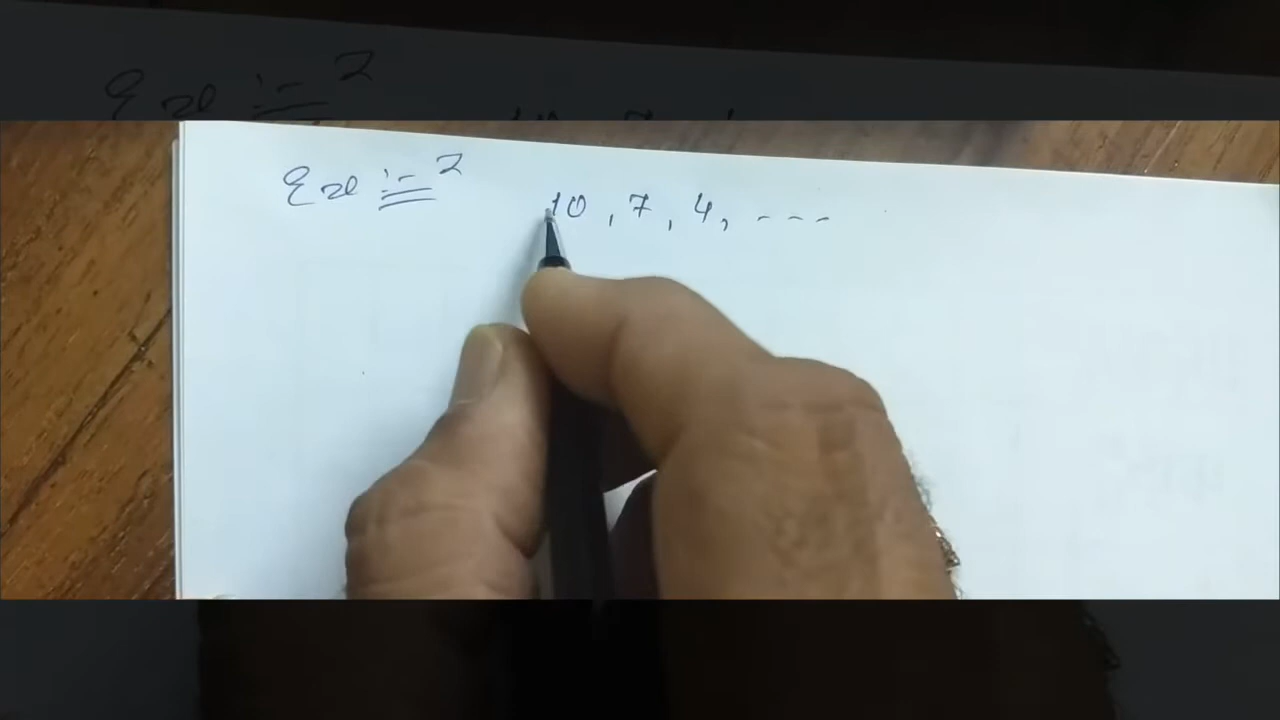 Ex :- 2
10 , 7 , 4, - - - -